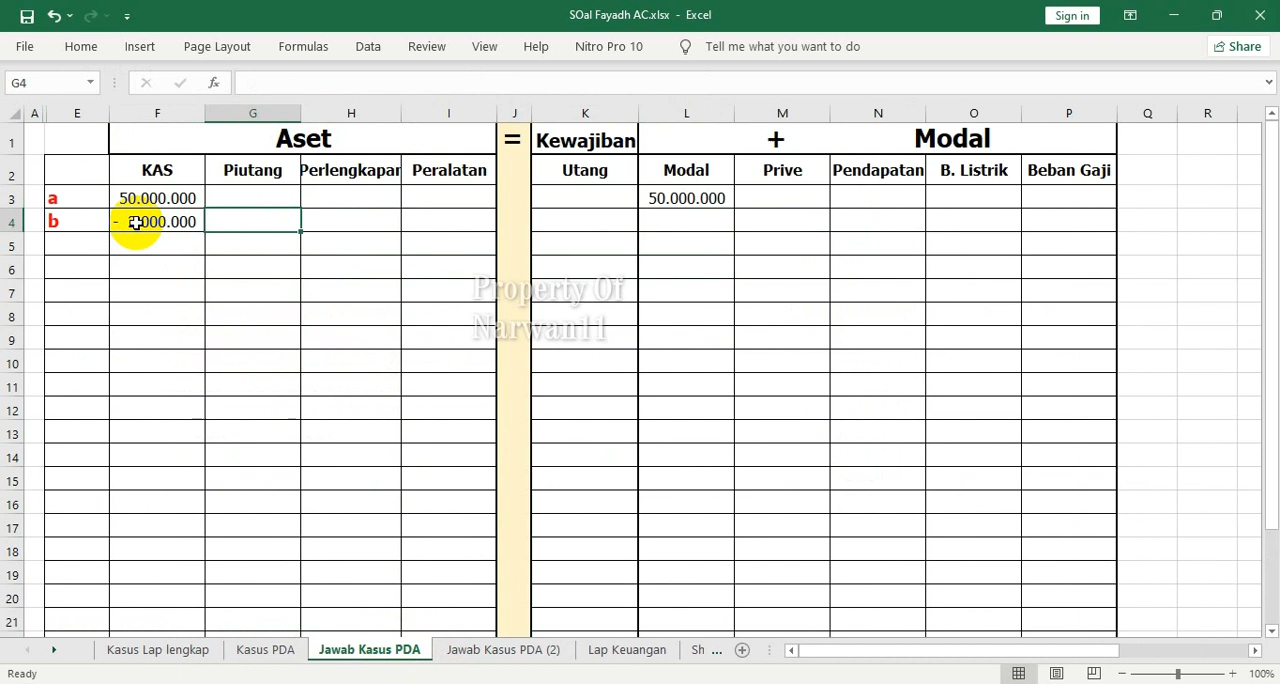 SOal Fayadh AC.xlsx - Excel
Sign in
File Home Insert Page Layout Formulas Data Review View Help Nitro Pro 10 Tell me what you want to do Share
G4 fx
A E F G H I J K L M N O P Q R
1 Aset = Kewajiban + Modal
2 KAS Piutang Perlengkapan Peralatan Utang Modal Prive Pendapatan B. Listrik Beban Gaji
3 a 50.000.000 50.000.000
4 b - .000.000
5
6
7
Property Of
8
Narwan11
9
10
11
12
13
14
15
16
17
18
19
20
21
Kasus Lap lengkap Kasus PDA Jawab Kasus PDA Jawab Kasus PDA (2) Lap Keuangan Sh ...
Ready 100%